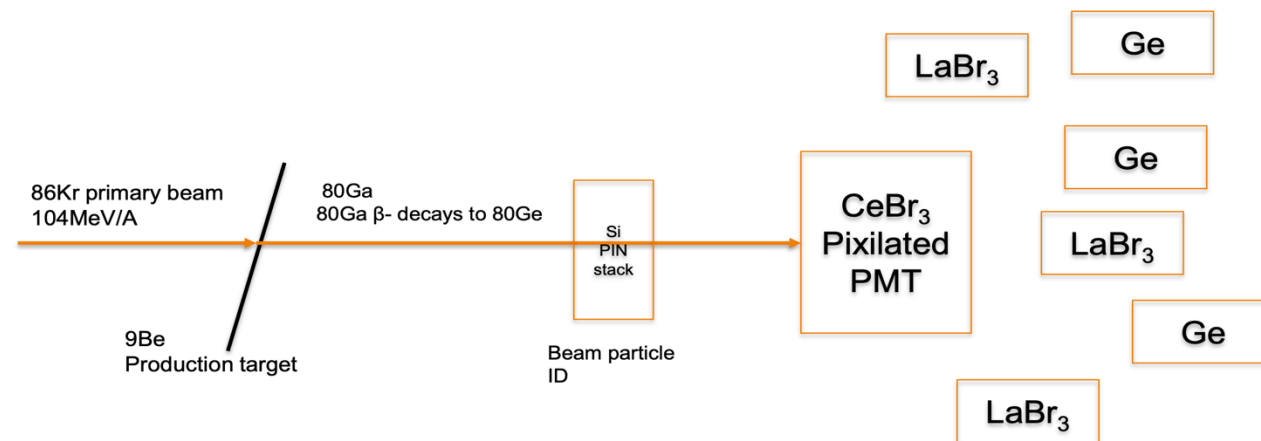 86Kr primary beam
104MeV/A
9Be
Production target
80Ga
80Ga β- decays to 80Ge
Si
PIN
stack
Beam particle
ID
CeBr₃
Pixilated
PMT
LaBr₃
Ge
Ge
LaBr₃
Ge
LaBr₃